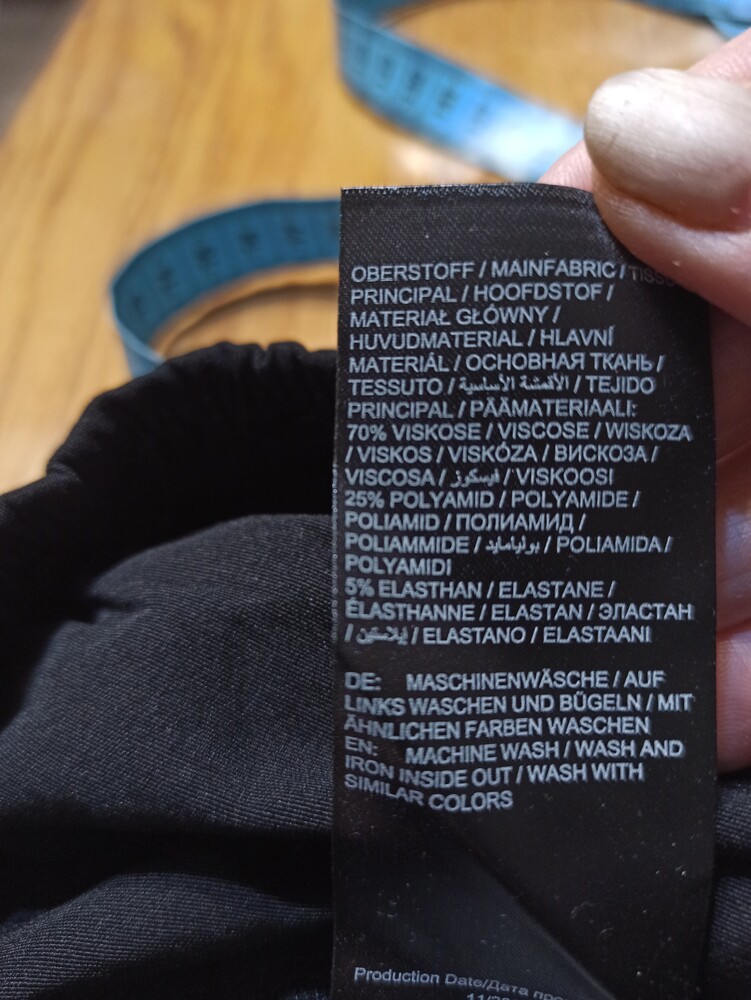 OBERSTOFF / MAINFABRIC / TISSU
PRINCIPAL / HOOFDSTOF /
MATERIAŁ GŁÓWNY /
HUVUDMATERIAL / HLAVNÍ
MATERIÁL / ОСНОВНАЯ ТКАНЬ /
TESSUTO / الأقمشة الأساسية / TEJIDO
PRINCIPAL / PÄÄMATERIAALI:
70% VISKOSE / VISCOSE / WISKOZA
/ VISKOS / VISKÓZA / ВИСКОЗА /
VISCOSA / فيسكوز / VISKOOSI
25% POLYAMID / POLYAMIDE /
POLIAMID / ПОЛИАМИД /
POLIAMMIDE / بوليامايد / POLIAMIDA /
POLYAMIDI
5% ELASTHAN / ELASTANE /
ÉLASTHANNE / ELASTAN / ЭЛАСТАН
/ إيلاستين / ELASTANO / ELASTAANI
DE: MASCHINENWÄSCHE / AUF
LINKS WASCHEN UND BÜGELN / MIT
ÄHNLICHEN FARBEN WASCHEN
EN: MACHINE WASH / WASH AND
IRON INSIDE OUT / WASH WITH
SIMILAR COLORS
Production Date/Дата